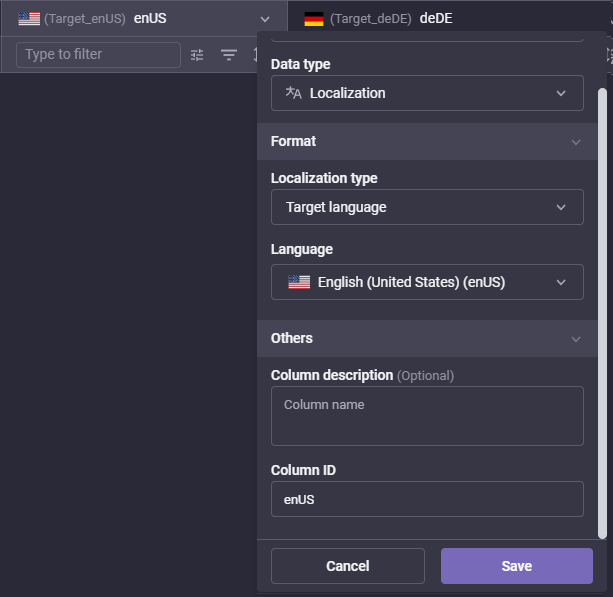 (Target_enUS) enUS
(Target_deDE) deDE
Type to filter
Data type
Localization
Format
Localization type
Target language
Language
English (United States) (enUS)
Others
Column description (Optional)
Column name
Column ID
enUS
Cancel
Save